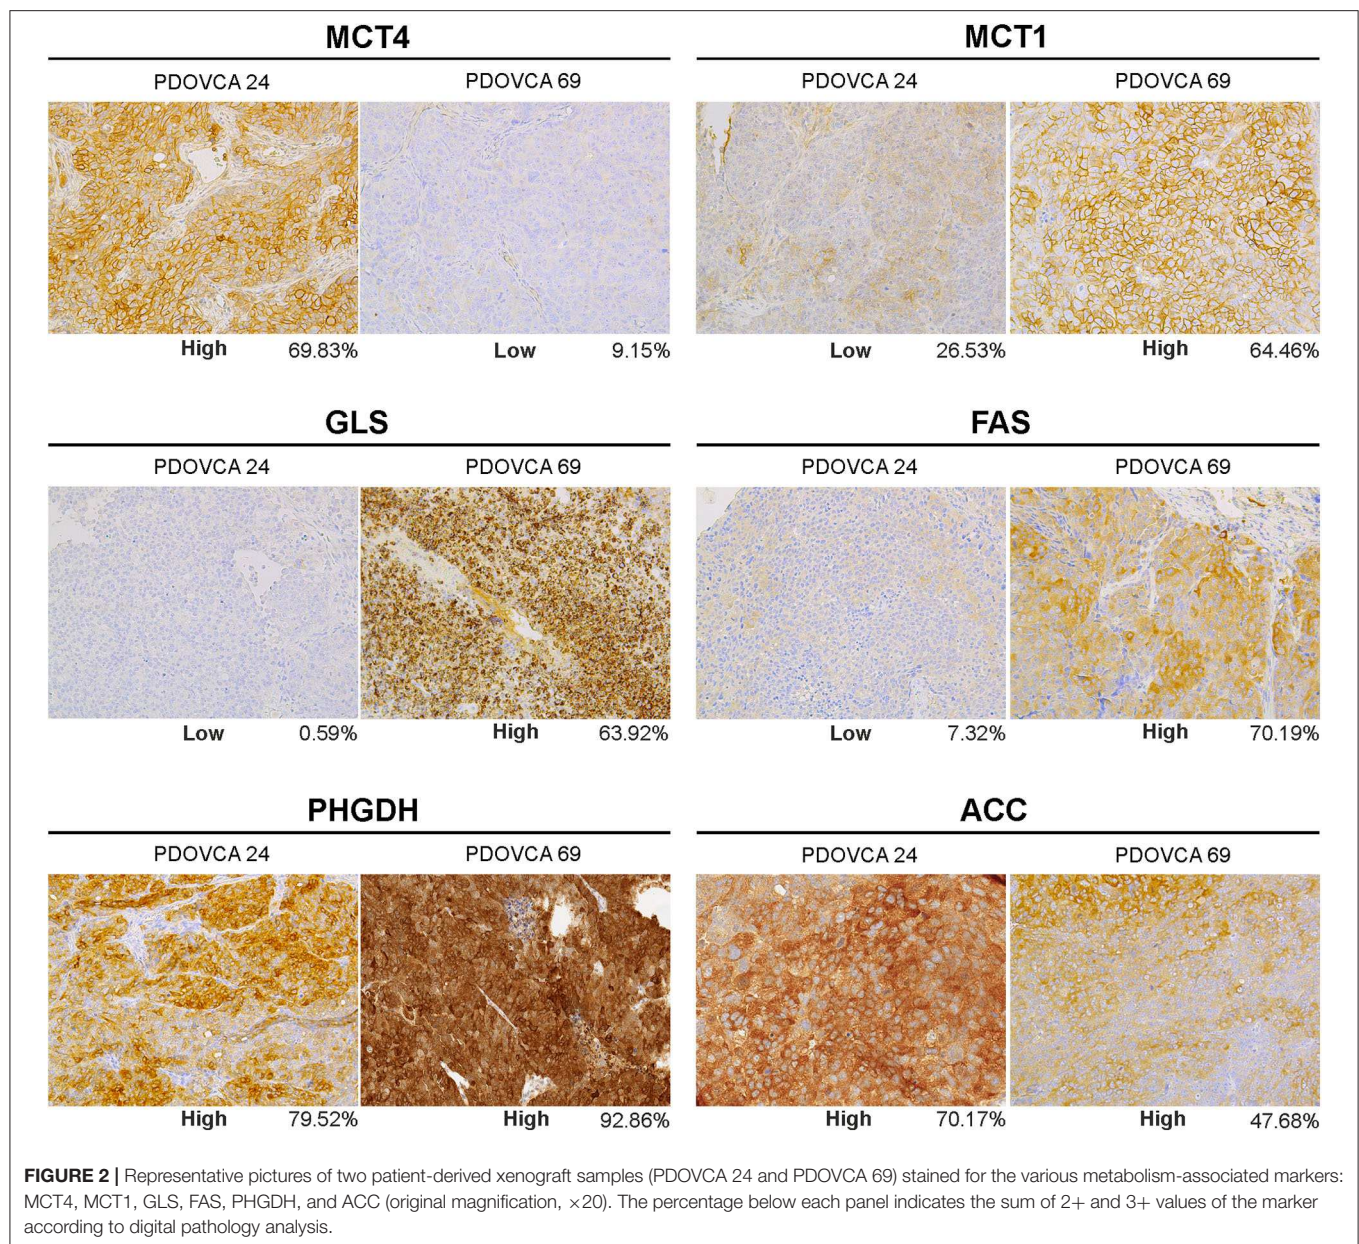 MCT4 MCT1
PDOVCA 24 PDOVCA 69 PDOVCA 24 PDOVCA 69
High 69.83% Low 9.15% Low 26.53% High 64.46%
GLS FAS
PDOVCA 24 PDOVCA 69 PDOVCA 24 PDOVCA 69
Low 0.59% High 63.92% Low 7.32% High 70.19%
PHGDH ACC
PDOVCA 24 PDOVCA 69 PDOVCA 24 PDOVCA 69
High 79.52% High 92.86% High 70.17% High 47.68%
FIGURE 2 | Representative pictures of two patient-derived xenograft samples (PDOVCA 24 and PDOVCA 69) stained for the various metabolism-associated markers:
MCT4, MCT1, GLS, FAS, PHGDH, and ACC (original magnification, ×20). The percentage below each panel indicates the sum of 2+ and 3+ values of the marker
according to digital pathology analysis.